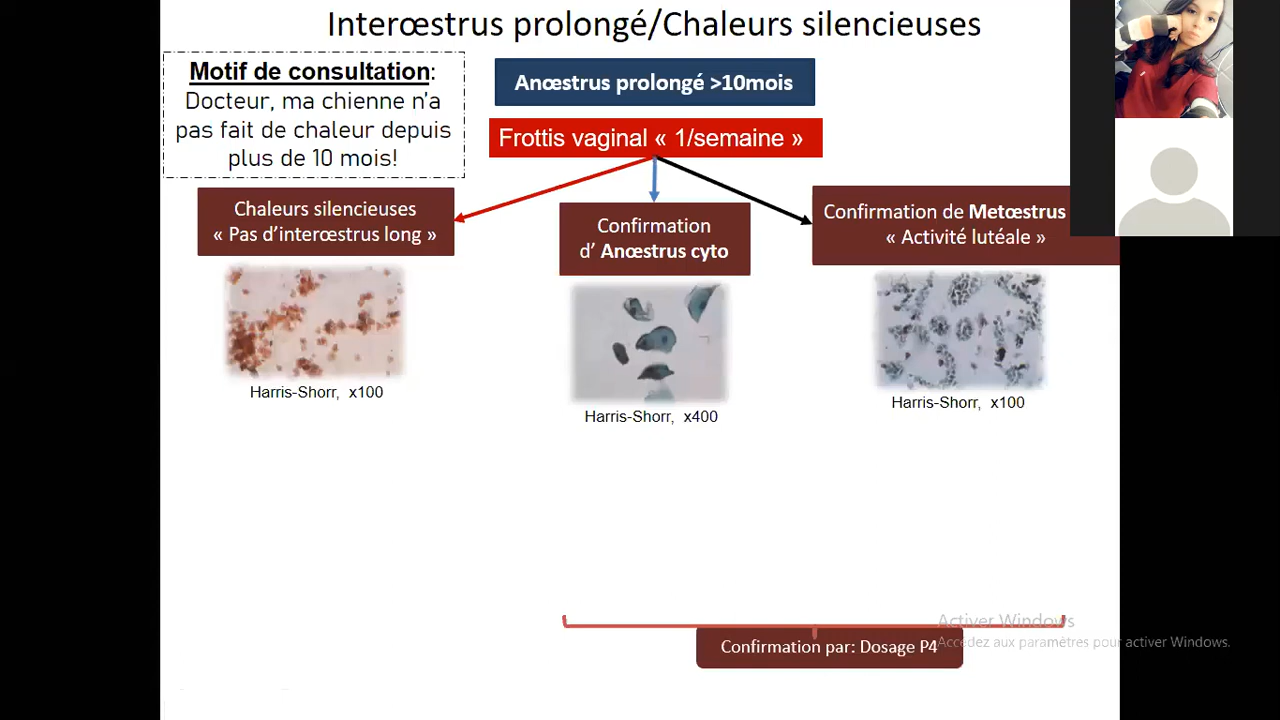 Interœstrus prolongé/Chaleurs silencieuses
Motif de consultation:
Docteur, ma chienne n'a
pas fait de chaleur depuis
plus de 10 mois!
Anœstrus prolongé >10mois
Frottis vaginal « 1/semaine »
Chaleurs silencieuses
« Pas d'interœstrus long »
Confirmation
d' Anœstrus cyto
Confirmation de Metœstrus
« Activité lutéale »
Harris-Shorr, x100
Harris-Shorr, x400
Harris-Shorr, x100
Confirmation par: Dosage P4
Activer Windows
Accédez aux paramètres pour activer Windows.